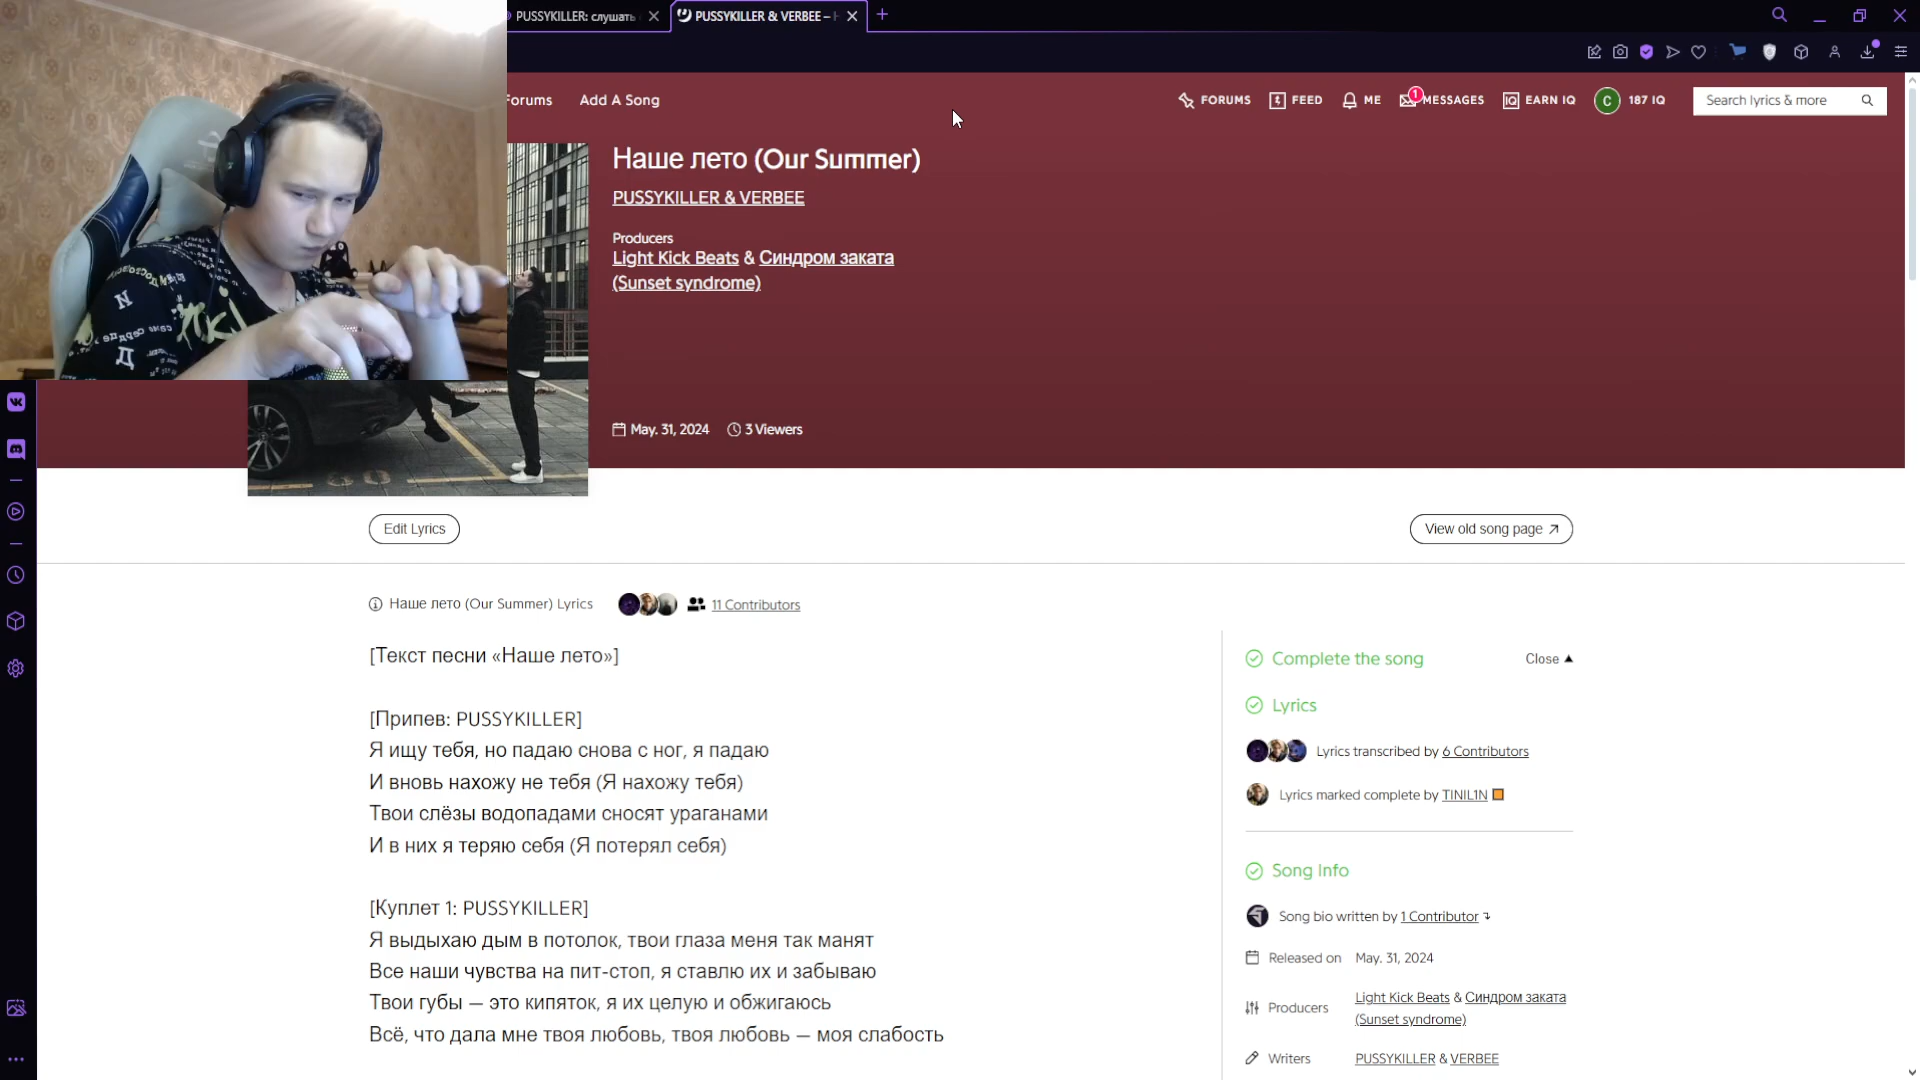 PUSSYKILLER: слушать
PUSSYKILLER & VERBEE –
Forums
Add A Song
FORUMS
FEED
ME
1
MESSAGES
EARN IQ
C
187 IQ
Search lyrics & more
Наше лето (Our Summer)
PUSSYKILLER & VERBEE
Producers
Light Kick Beats & Синдром заката
(Sunset syndrome)
May. 31, 2024
3 Viewers
Edit Lyrics
View old song page
Наше лето (Our Summer) Lyrics
11 Contributors
[Текст песни «Наше лето»]
[Припев: PUSSYKILLER]
Я ищу тебя, но падаю снова с ног, я падаю
И вновь нахожу не тебя (Я нахожу тебя)
Твои слёзы водопадами сносят ураганами
И в них я теряю себя (Я потерял себя)
[Куплет 1: PUSSYKILLER]
Я выдыхаю дым в потолок, твои глаза меня так манят
Все наши чувства на пит-стоп, я ставлю их и забываю
Твои губы — это кипяток, я их целую и обжигаюсь
Всё, что дала мне твоя любовь, твоя любовь — моя слабость
Complete the song
Close
Lyrics
Lyrics transcribed by 6 Contributors
Lyrics marked complete by TINIL1N
Song Info
Song bio written by 1 Contributor
Released on May. 31, 2024
Producers
Light Kick Beats & Синдром заката
(Sunset syndrome)
Writers
PUSSYKILLER & VERBEE